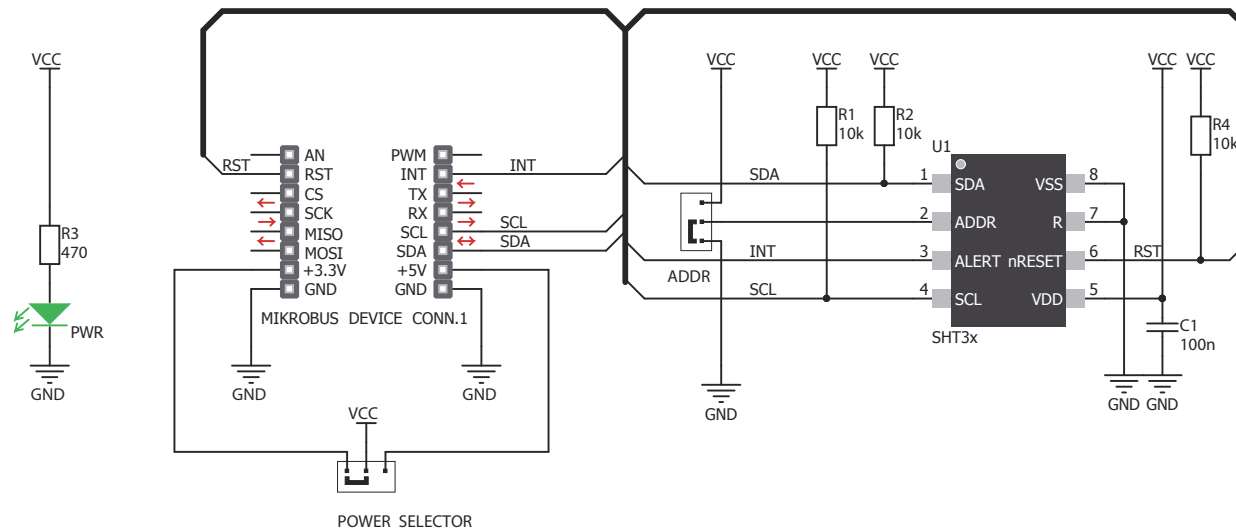 VCC
R3
470
PWR
GND
RST
AN
RST
CS
SCK
MISO
MOSI
+3.3V
GND
PWM
INT
TX
RX
SCL
SDA
+5V
GND
INT
SCL
SDA
MIKROBUS DEVICE CONN.1
GND
GND
VCC
POWER SELECTOR
VCC
VCC
VCC
R1
10k
R2
10k
SDA
INT
SCL
ADDR
GND
U1
1 SDA VSS 8
2 ADDR R 7
3 ALERT nRESET 6
4 SCL VDD 5
SHT3x
VCC
VCC
R4
10k
RST
C1
100n
GND GND